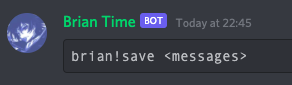 Brian Time BOT Today at 22:45
brian!save <messages>